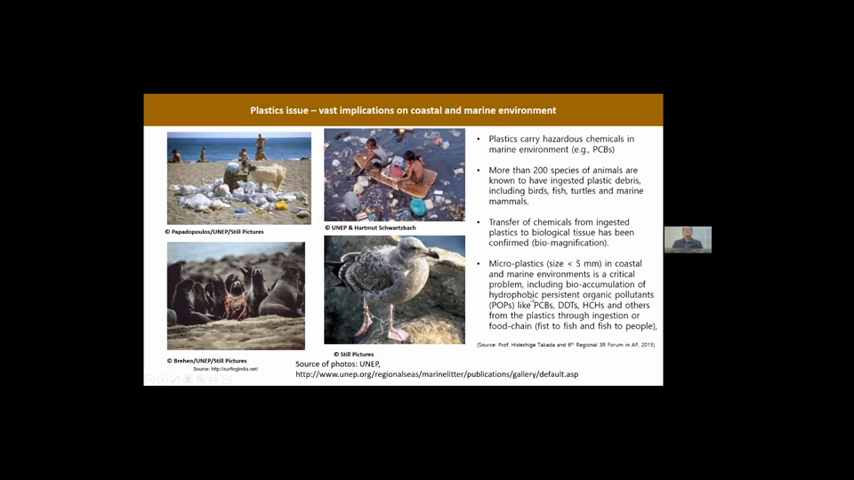 Plastics issue – vast implications on coastal and marine environment
© Papadopoulos/UNEP/Still Pictures
© UNEP & Hartmut Schwartzbach
© Brehen/UNEP/Still Pictures
Source: http://surfingindia.net/
© Still Pictures
Source of photos: UNEP,
http://www.unep.org/regionalseas/marinelitter/publications/gallery/default.asp
• Plastics carry hazardous chemicals in
marine environment (e.g., PCBs)
• More than 200 species of animals are
known to have ingested plastic debris,
including birds, fish, turtles and marine
mammals.
• Transfer of chemicals from ingested
plastics to biological tissue has been
confirmed (bio-magnification).
• Micro-plastics (size < 5 mm) in coastal
and marine environments is a critical
problem, including bio-accumulation of
hydrophobic persistent organic pollutants
(POPs) like PCBs, DDTs, HCHs and others
from the plastics through ingestion or
food-chain (fist to fish and fish to people),
(Source: Prof. Hideshige Takada and 6th Regional 3R Forum in AP, 2015)